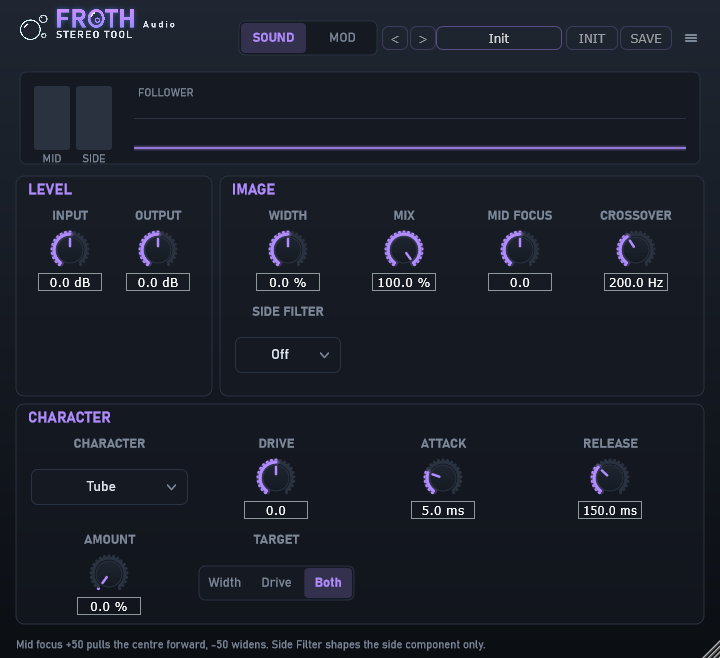 FROTH Audio
STEREO TOOL
SOUND MOD < > Init INIT SAVE
FOLLOWER
MID SIDE
LEVEL
INPUT OUTPUT
0.0 dB 0.0 dB
IMAGE
WIDTH MIX MID FOCUS CROSSOVER
0.0 % 100.0 % 0.0 200.0 Hz
SIDE FILTER
Off
CHARACTER
CHARACTER DRIVE ATTACK RELEASE
Tube
0.0 5.0 ms 150.0 ms
AMOUNT TARGET
Width Drive Both
0.0 %
Mid focus +50 pulls the centre forward, -50 widens. Side Filter shapes the side component only.